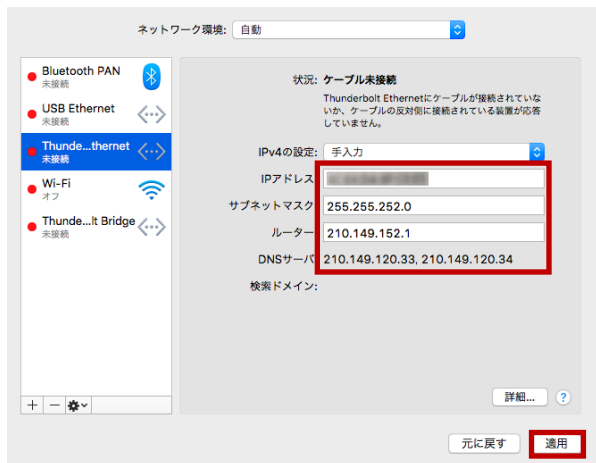 ネットワーク環境: 自動
Bluetooth PAN
未接続
USB Ethernet
未接続
Thunde...thernet
未接続
Wi-Fi
オフ
Thunde...lt Bridge
未接続
状況: ケーブル未接続
Thunderbolt Ethernetにケーブルが接続されていな
いか、ケーブルの反対側に接続されている装置が応答
していません。
IPv4の設定: 手入力
IPアドレス
サブネットマスク 255.255.252.0
ルーター 210.149.152.1
DNSサーバ 210.149.120.33, 210.149.120.34
検索ドメイン:
詳細... ?
元に戻す 適用